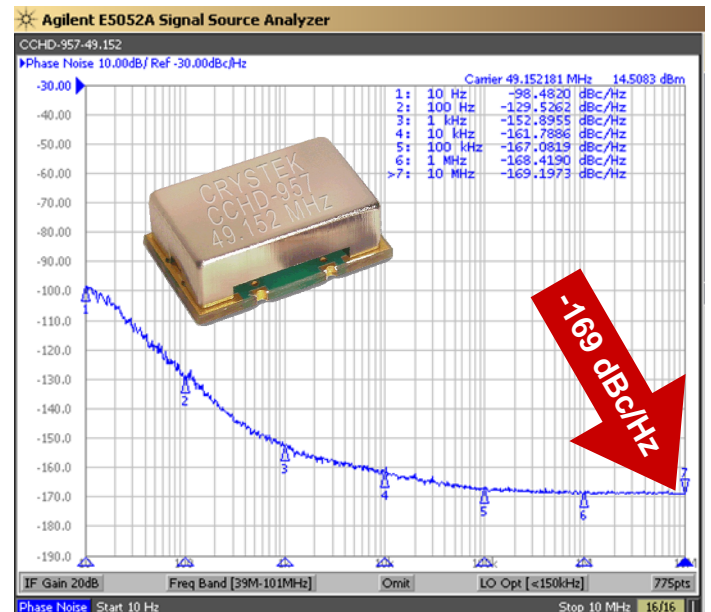 Agilent E5052A Signal Source Analyzer
CCHD-957-49.152
▶Phase Noise 10.00dB/ Ref -30.00dBc/Hz
Carrier 49.152181 MHz 14.5083 dBm
1: 10 Hz -98.4820 dBc/Hz
2: 100 Hz -129.5262 dBc/Hz
3: 1 kHz -152.8955 dBc/Hz
4: 10 kHz -161.7886 dBc/Hz
5: 100 kHz -167.0819 dBc/Hz
6: 1 MHz -168.4190 dBc/Hz
>7: 10 MHz -169.1973 dBc/Hz
-30.00
-40.00
-50.00
-60.00
-70.00
-80.00
-90.00
-100.0
-110.0
-120.0
-130.0
-140.0
-150.0
-160.0
-170.0
-180.0
-190.0
CRYSTEK
CCHD-957
49.152 MHz
-169 dBc/Hz
1
2
3
4
5
6
7
IF Gain 20dB Freq Band [39M-101MHz] Omit LO Opt [<150kHz] 775pts
Phase Noise Start 10 Hz Stop 10 MHz 16/16